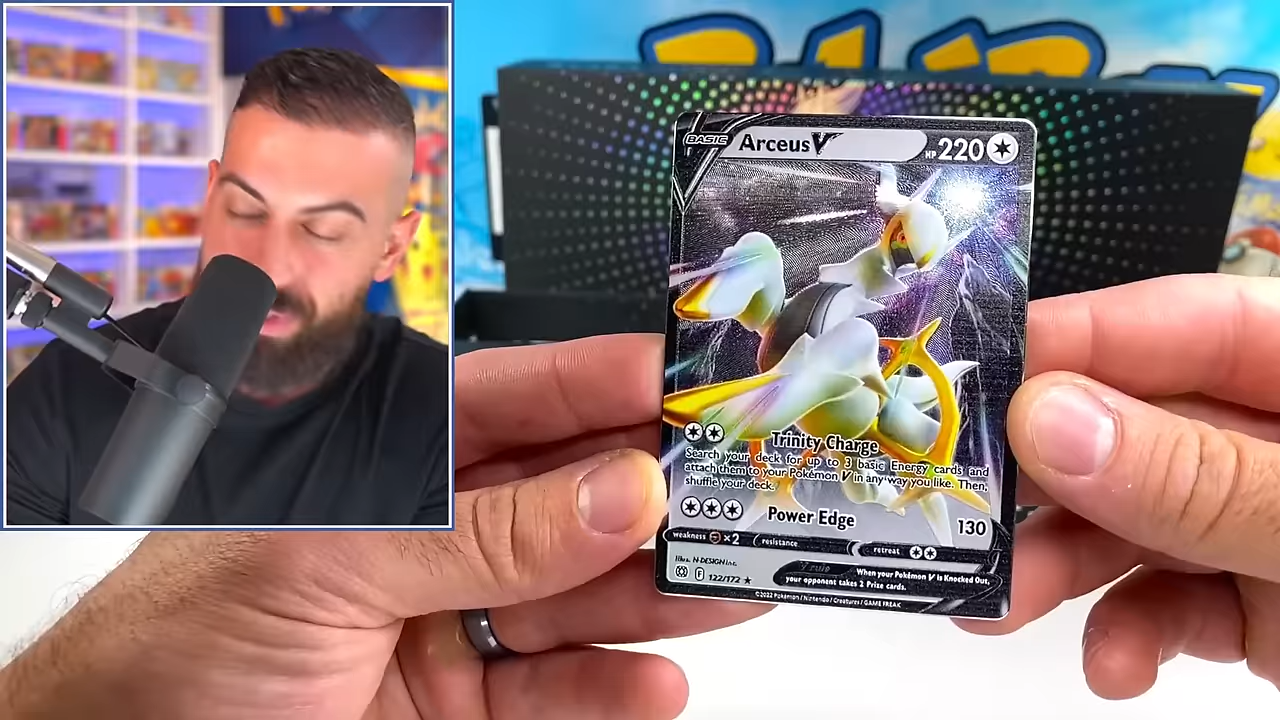 BASIC
Arceus V
HP 220
Trinity Charge
Search your deck for up to 3 basic Energy cards and
attach them to your Pokémon V in any way you like. Then,
shuffle your deck.
Power Edge 130
weakness ×2 resistance retreat
Illus. N-DESIGN Inc.
F 122/172 ★
V rule When your Pokémon V is Knocked Out,
your opponent takes 2 Prize cards.
©2022 Pokémon / Nintendo / Creatures / GAME FREAK